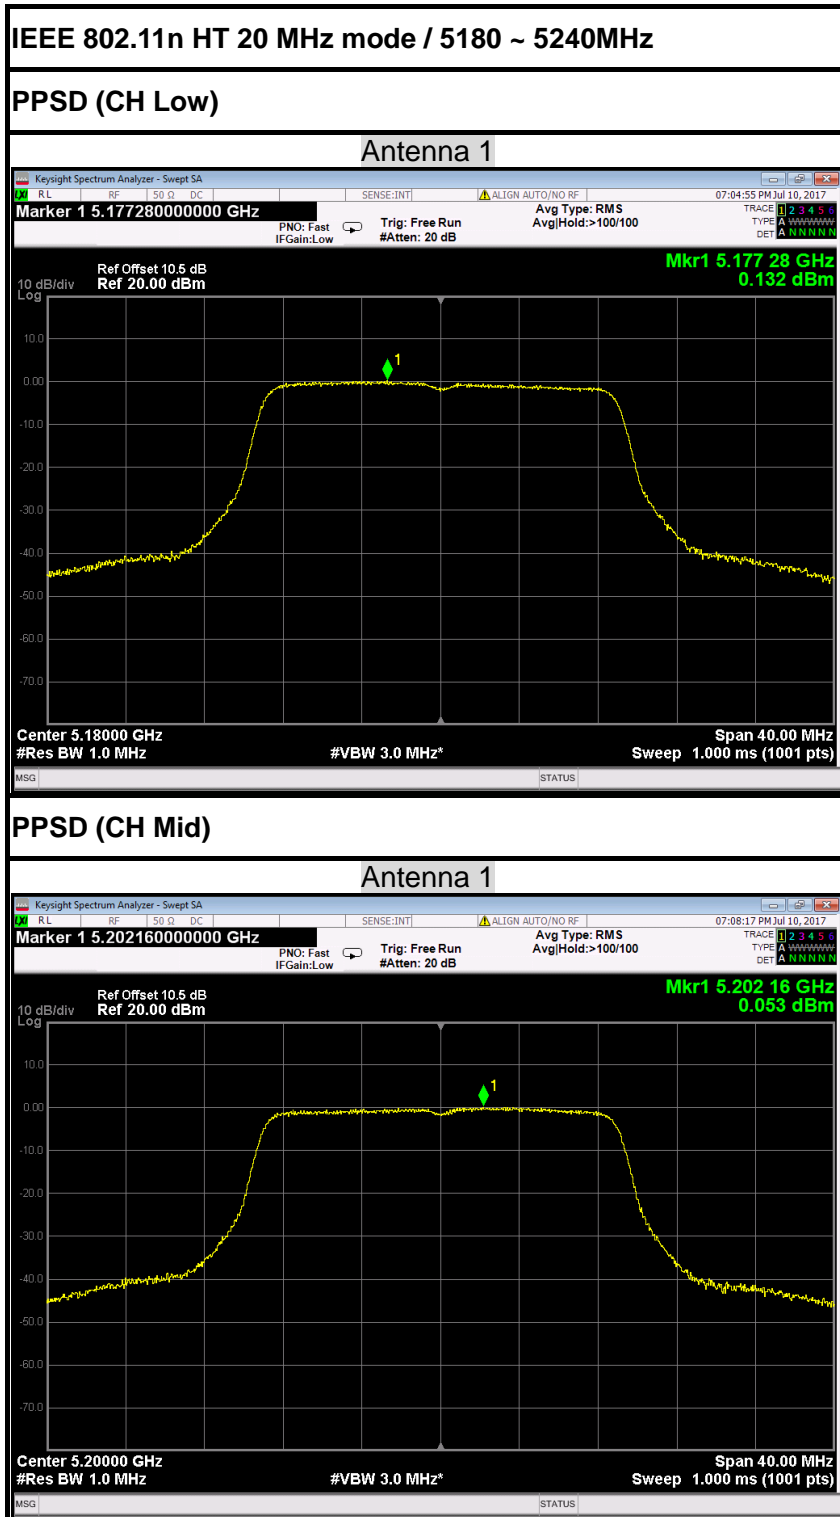 IEEE 802.11n HT 20 MHz mode / 5180 ~ 5240MHz
PPSD (CH Low)
Antenna 1
Keysight Spectrum Analyzer - Swept SA
LXI RL RF 50 Ω DC SENSE:INT ALIGN AUTO/NO RF 07:04:55 PM Jul 10, 2017
Marker 1 5.177280000000 GHz
PNO: Fast
IFGain:Low
Trig: Free Run
#Atten: 20 dB
Avg Type: RMS
Avg|Hold:>100/100
TRACE 1 2 3 4 5 6
TYPE A WWWWW
DET A N N N N N
Mkr1 5.177 28 GHz
0.132 dBm
Ref Offset 10.5 dB
10 dB/div Ref 20.00 dBm
Log
1
10.0
0.00
-10.0
-20.0
-30.0
-40.0
-50.0
-60.0
-70.0
Center 5.18000 GHz Span 40.00 MHz
#Res BW 1.0 MHz #VBW 3.0 MHz* Sweep 1.000 ms (1001 pts)
MSG STATUS
PPSD (CH Mid)
Antenna 1
Keysight Spectrum Analyzer - Swept SA
LXI RL RF 50 Ω DC SENSE:INT ALIGN AUTO/NO RF 07:08:17 PM Jul 10, 2017
Marker 1 5.202160000000 GHz
PNO: Fast
IFGain:Low
Trig: Free Run
#Atten: 20 dB
Avg Type: RMS
Avg|Hold:>100/100
TRACE 1 2 3 4 5 6
TYPE A WWWWW
DET A N N N N N
Mkr1 5.202 16 GHz
0.053 dBm
Ref Offset 10.5 dB
10 dB/div Ref 20.00 dBm
Log
1
10.0
0.00
-10.0
-20.0
-30.0
-40.0
-50.0
-60.0
-70.0
Center 5.20000 GHz Span 40.00 MHz
#Res BW 1.0 MHz #VBW 3.0 MHz* Sweep 1.000 ms (1001 pts)
MSG STATUS